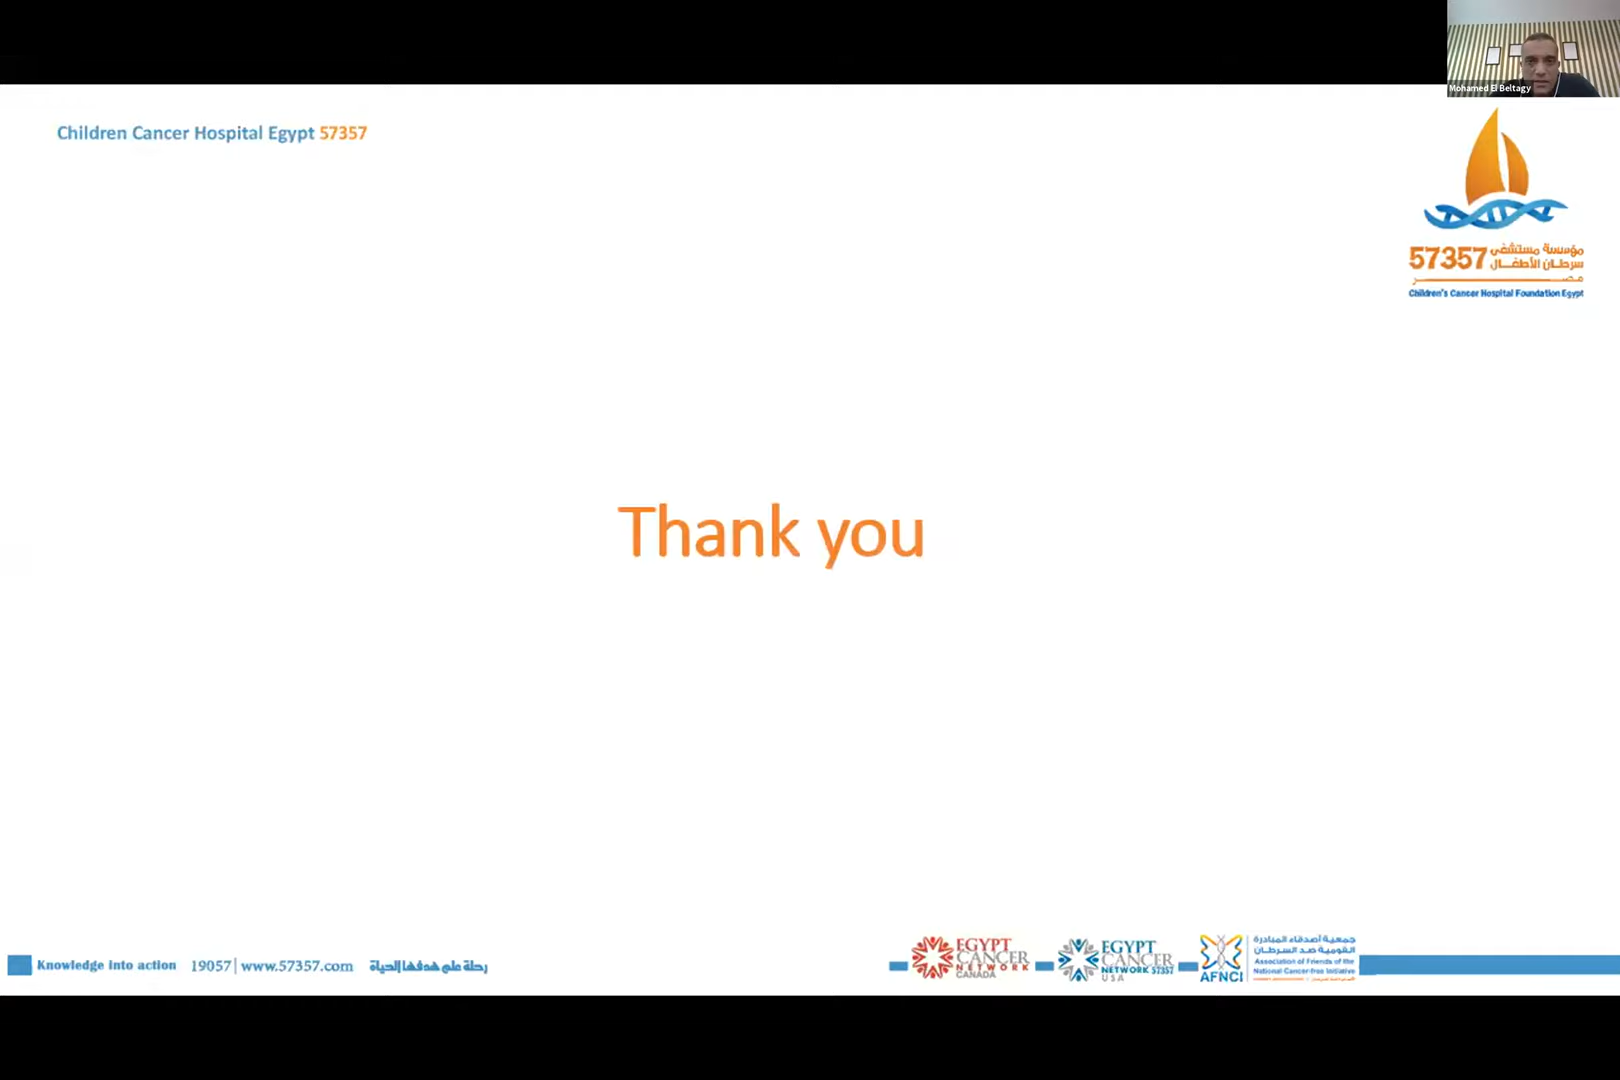 Mohamed El Beltagy
Children Cancer Hospital Egypt 57357
57357 مؤسسة مستشفى
سرطان الأطفال
مصر
Children's Cancer Hospital Foundation Egypt
Thank you
Knowledge into action 19057 | www.57357.com رحلة علم هدفها الحياة
EGYPT
CANCER
NETWORK
CANADA
EGYPT
CANCER
NETWORK 57357
USA
AFNCI
جمعية أصدقاء المبادرة
القومية ضد السرطان
Association of Friends of the
National Cancer-free Initiative